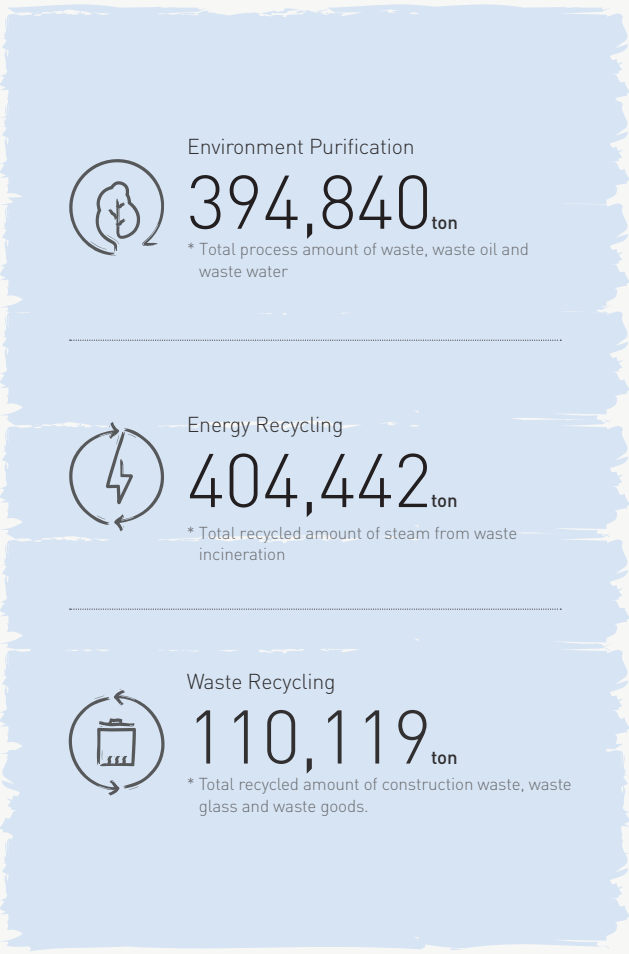 Environment Purification
394,840ton
* Total process amount of waste, waste oil and
waste water
Energy Recycling
404,442ton
* Total recycled amount of steam from waste
incineration
Waste Recycling
110,119ton
* Total recycled amount of construction waste, waste
glass and waste goods.